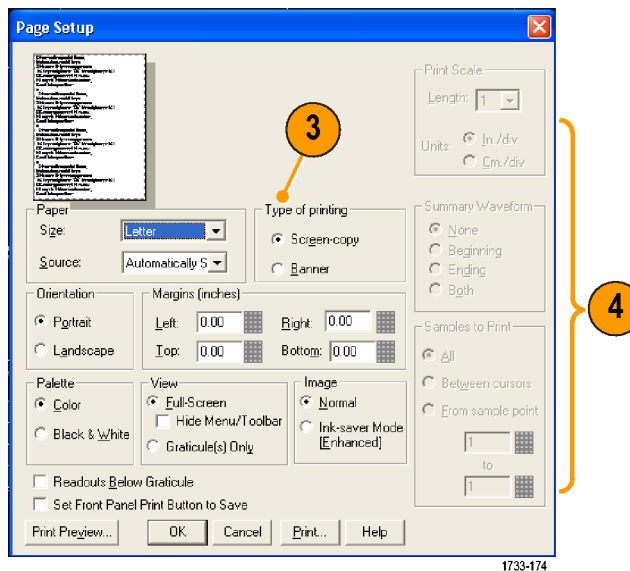 Page Setup
3
4
Paper
Size: Letter
Source: Automatically S
Type of printing
Screen-copy
Banner
Orientation
Portrait
Landscape
Margins (inches)
Left: 0.00 Right: 0.00
Top: 0.00 Bottom: 0.00
Palette
Color
Black & White
View
Full-Screen
Hide Menu/Toolbar
Graticule(s) Only
Image
Normal
Ink-saver Mode
[Enhanced]
Readouts Below Graticule
Set Front Panel Print Button to Save
Print Preview... OK Cancel Print... Help
Print Scale
Length: 1
Units: In./div
Cm./div
Summary Waveform
None
Beginning
Ending
Both
Samples to Print
All
Between cursors
From sample point
1
to
1
1733-174